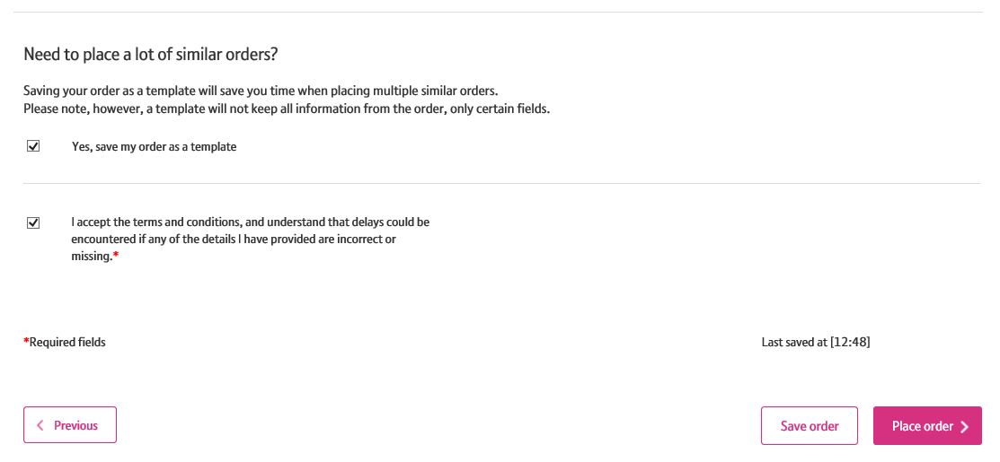 Need to place a lot of similar orders?
Saving your order as a template will save you time when placing multiple similar orders.
Please note, however, a template will not keep all information from the order, only certain fields.
Yes, save my order as a template
I accept the terms and conditions, and understand that delays could be
encountered if any of the details I have provided are incorrect or
missing.*
*Required fields
Last saved at [12:48]
Previous
Save order
Place order